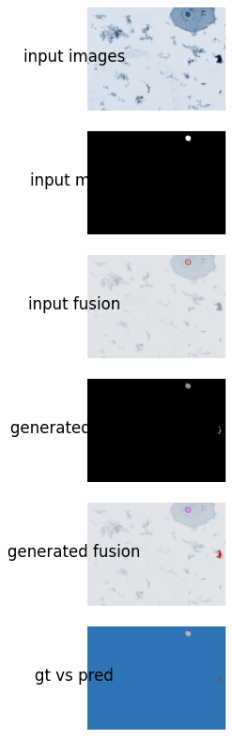 input images
input m
input fusion
generated
generated fusion
gt vs pred